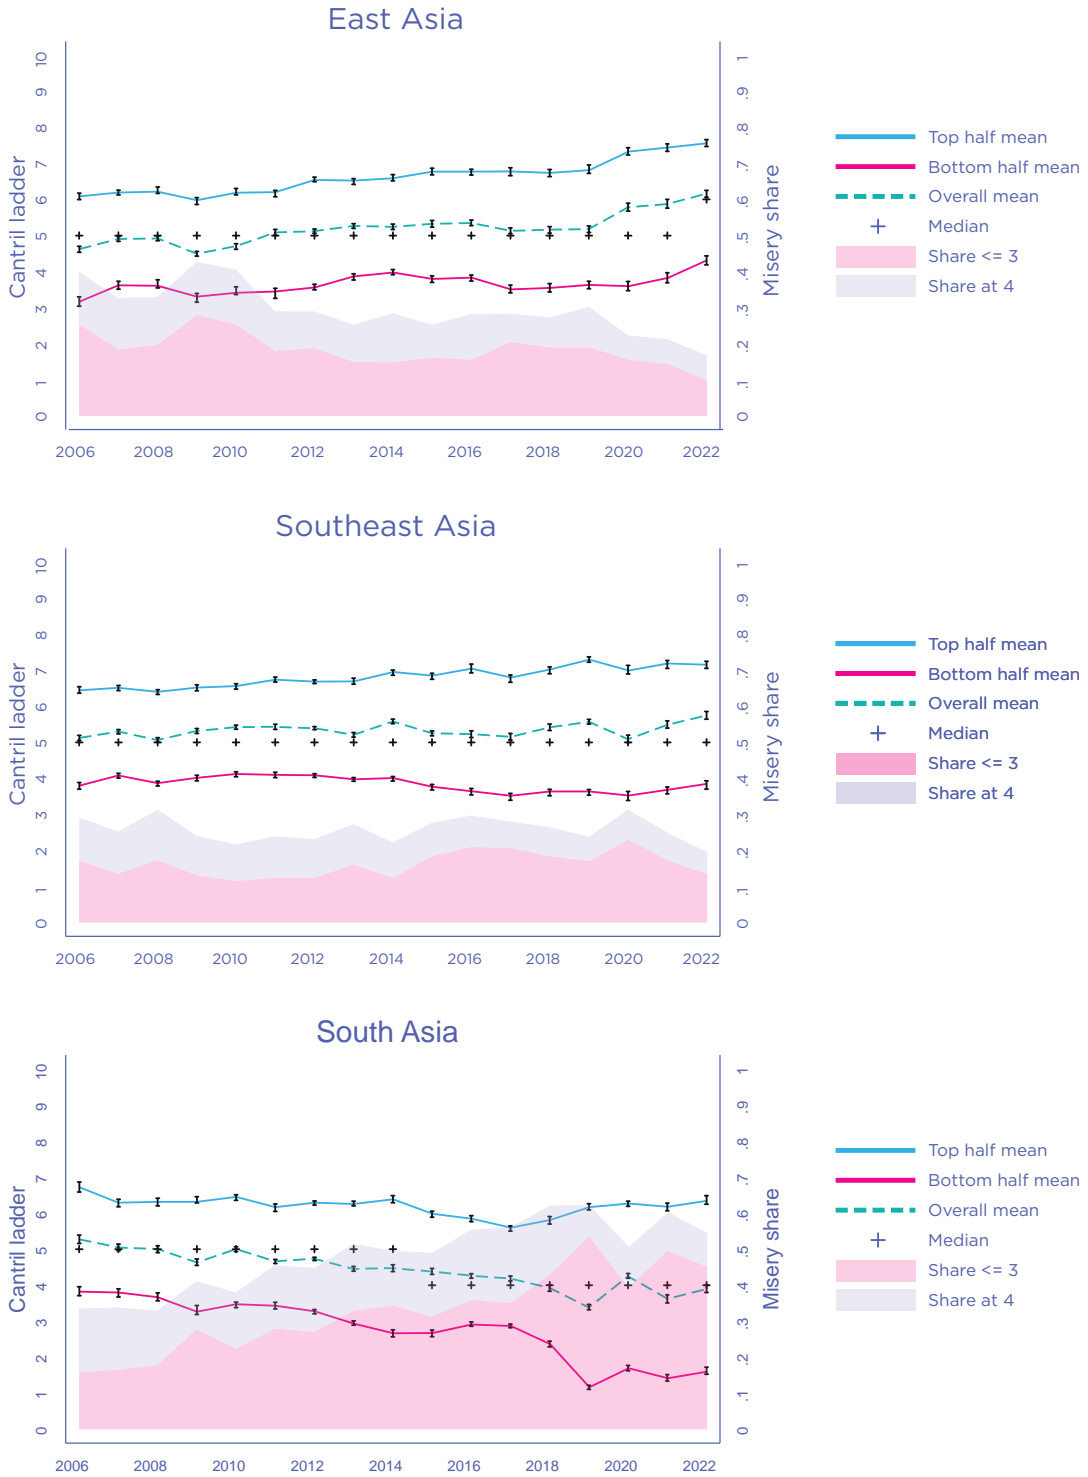 East Asia
Cantril ladder
10
9
8
7
6
5
4
3
2
1
0
Misery share
1
.9
.8
.7
.6
.5
.4
.3
.2
.1
0
2006 2008 2010 2012 2014 2016 2018 2020 2022
Top half mean
Bottom half mean
Overall mean
Median
Share <= 3
Share at 4
Southeast Asia
Cantril ladder
10
9
8
7
6
5
4
3
2
1
0
Misery share
1
.9
.8
.7
.6
.5
.4
.3
.2
.1
0
2006 2008 2010 2012 2014 2016 2018 2020 2022
Top half mean
Bottom half mean
Overall mean
Median
Share <= 3
Share at 4
South Asia
Cantril ladder
10
9
8
7
6
5
4
3
2
1
0
Misery share
1
.9
.8
.7
.6
.5
.4
.3
.2
.1
0
2006 2008 2010 2012 2014 2016 2018 2020 2022
Top half mean
Bottom half mean
Overall mean
Median
Share <= 3
Share at 4